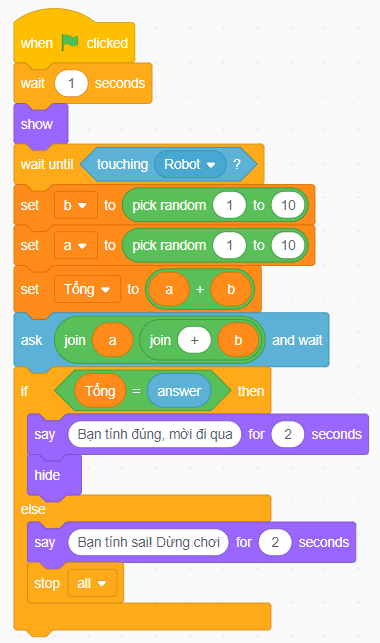 when clicked
wait 1 seconds
show
wait until touching Robot ?
set b to pick random 1 to 10
set a to pick random 1 to 10
set Tổng to a + b
ask join a join + b and wait
if Tổng = answer then
say Bạn tính đúng, mời đi qua for 2 seconds
hide
else
say Bạn tính sai! Dừng chơi for 2 seconds
stop all